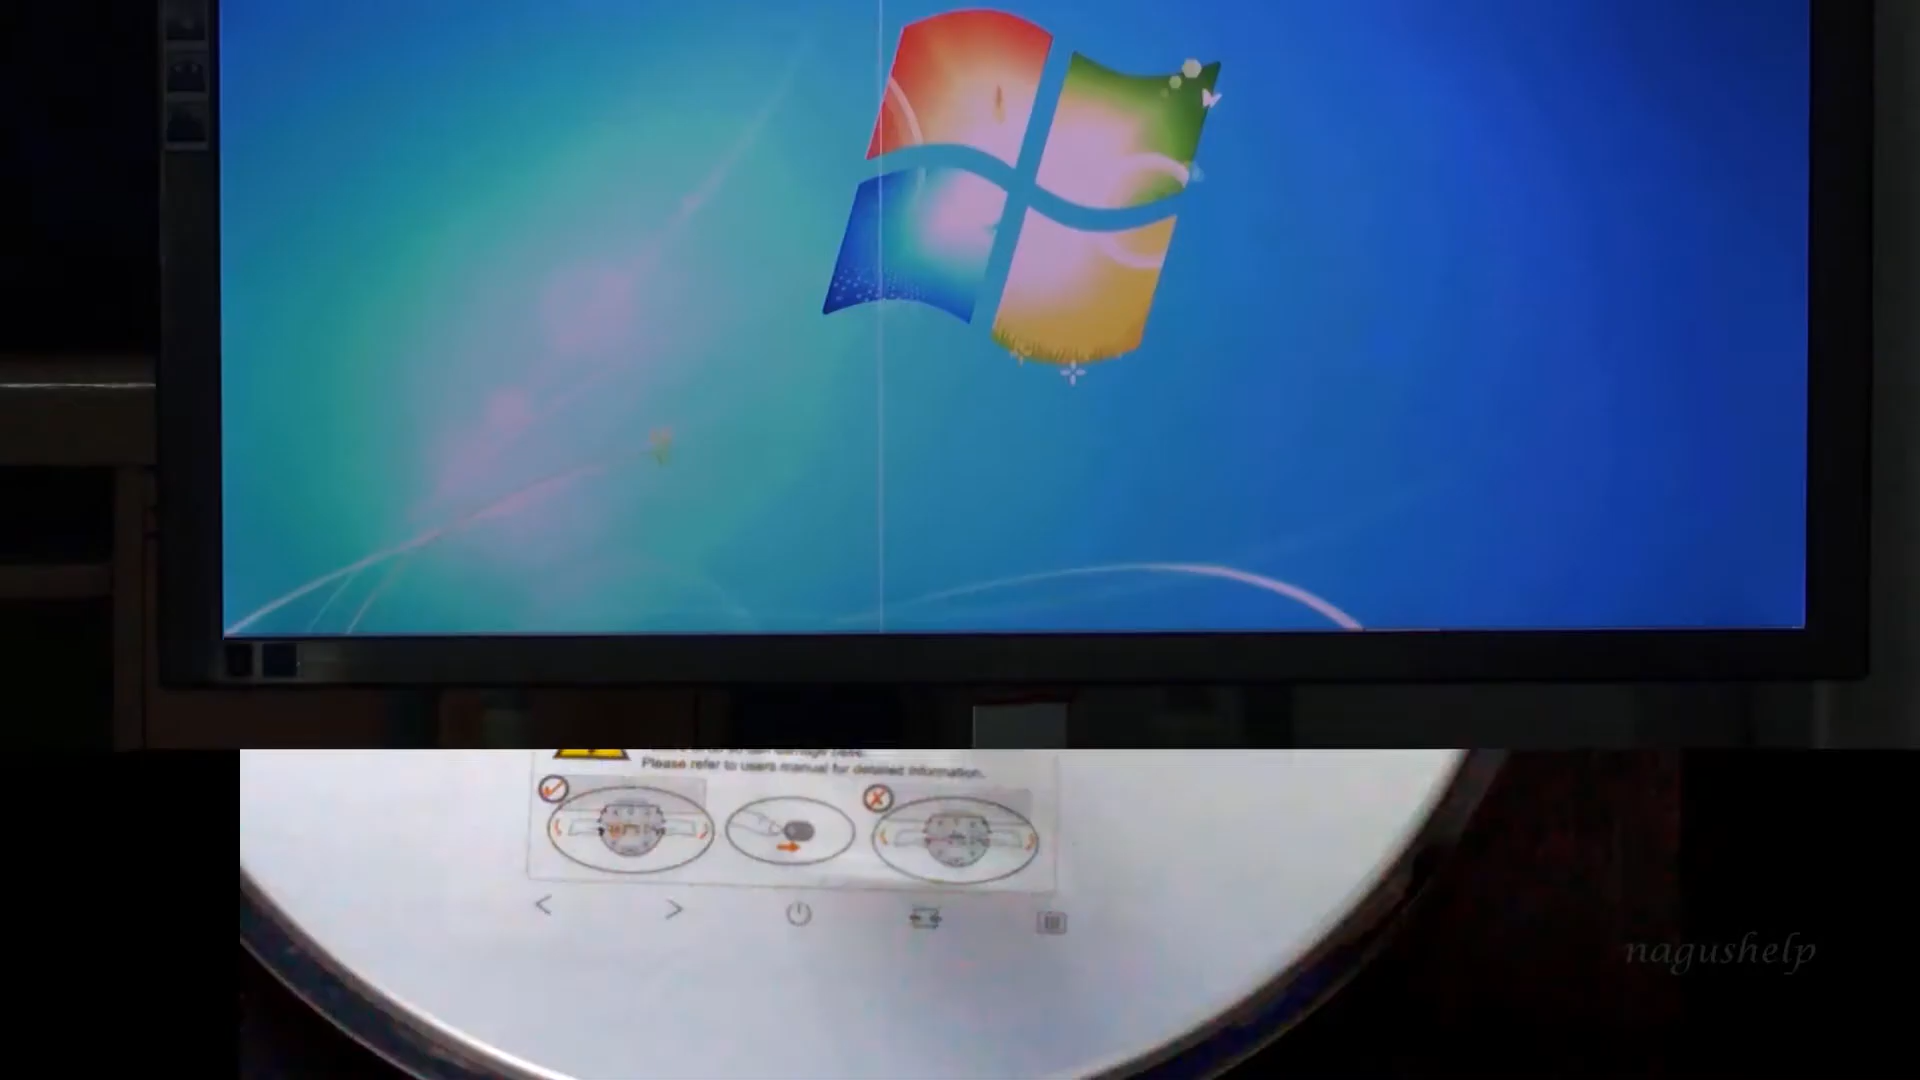 Please refer to users manual for detailed information.
nagushelp